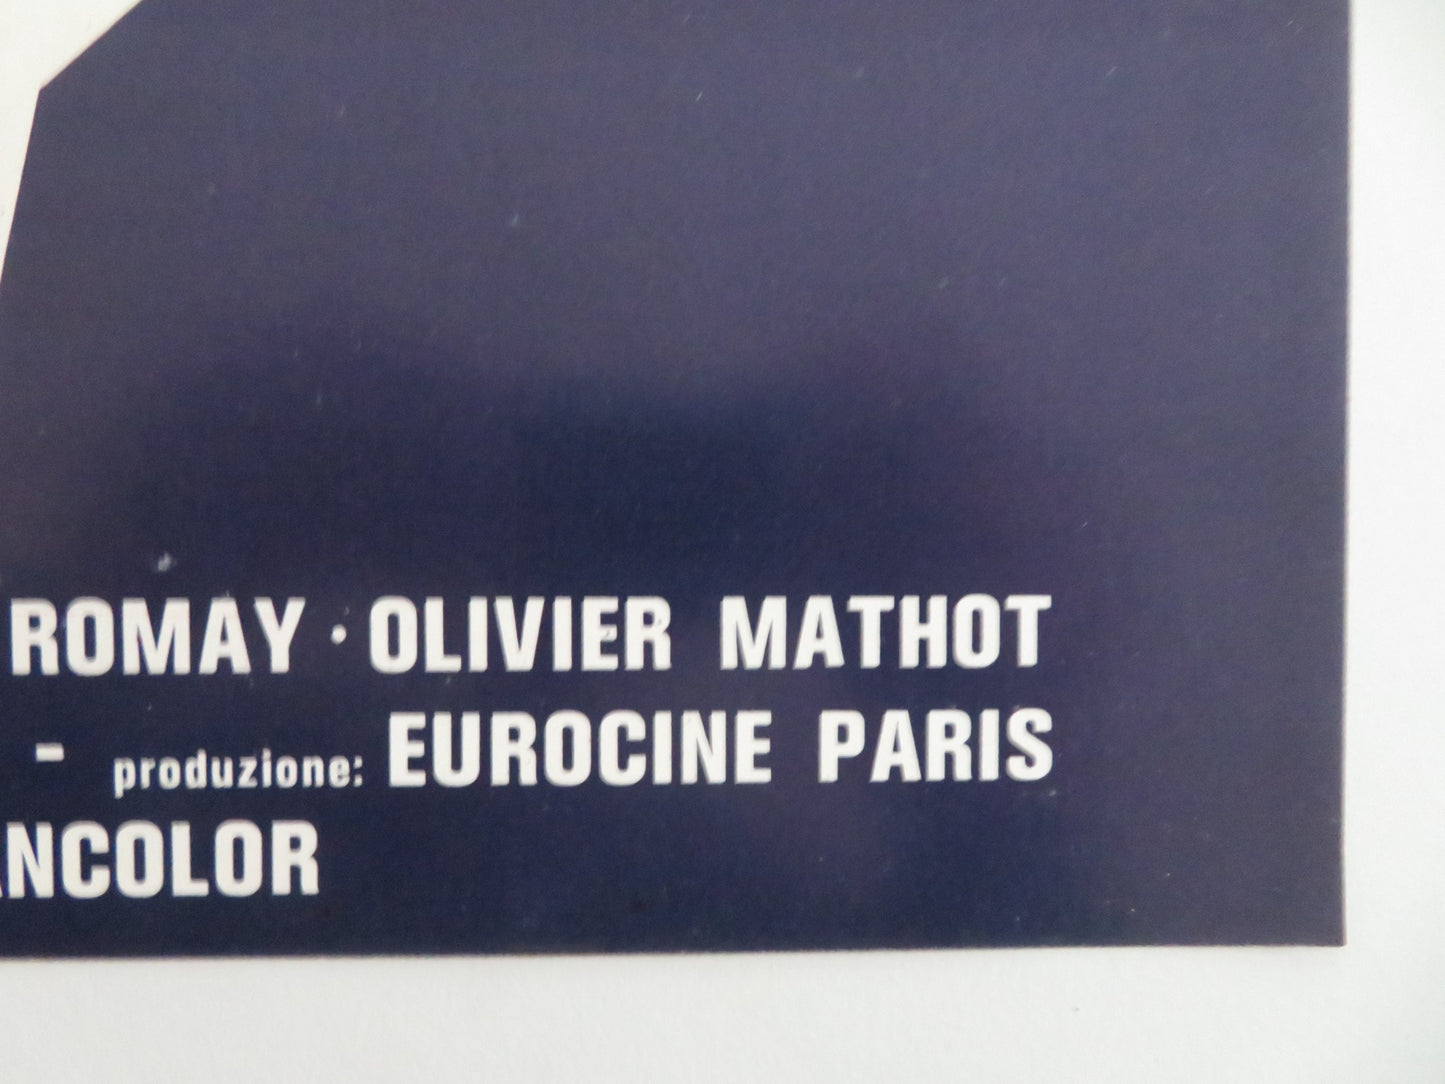 ROMAY · OLIVIER MATHOT
- produzione: EUROCINE PARIS
ANCOLOR